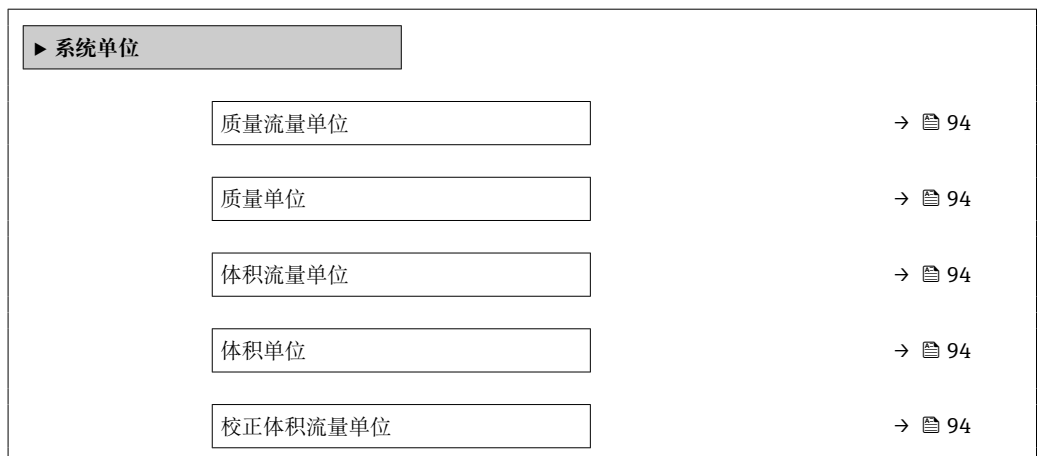 ▶ 系统单位
质量流量单位 → 🖺 94
质量单位 → 🖺 94
体积流量单位 → 🖺 94
体积单位 → 🖺 94
校正体积流量单位 → 🖺 94